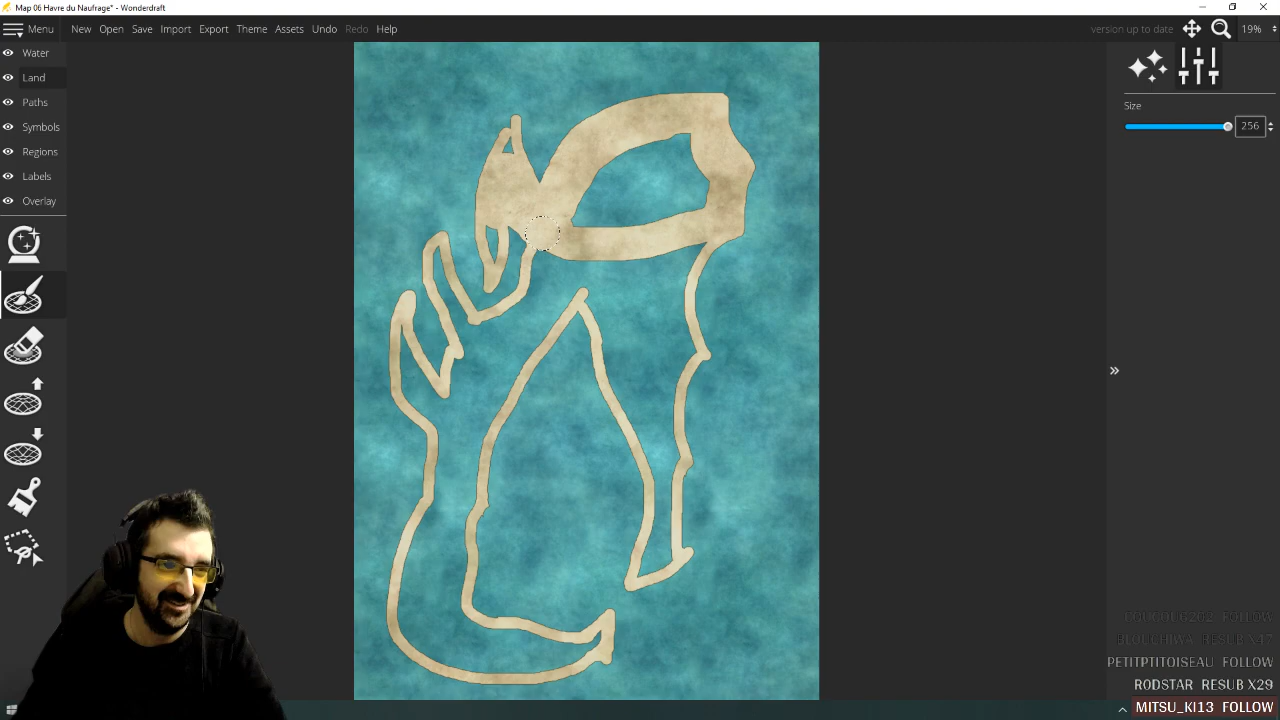 Map 06 Havre du Naufrage* - Wonderdraft
Menu
New Open Save Import Export Theme Assets Undo Redo Help
version up to date
19%
Water
Land
Paths
Symbols
Regions
Labels
Overlay
Size
256
PETITPTITOISEAU FOLLOW
RODSTAR RESUB X29
MITSU_KI13 FOLLOW